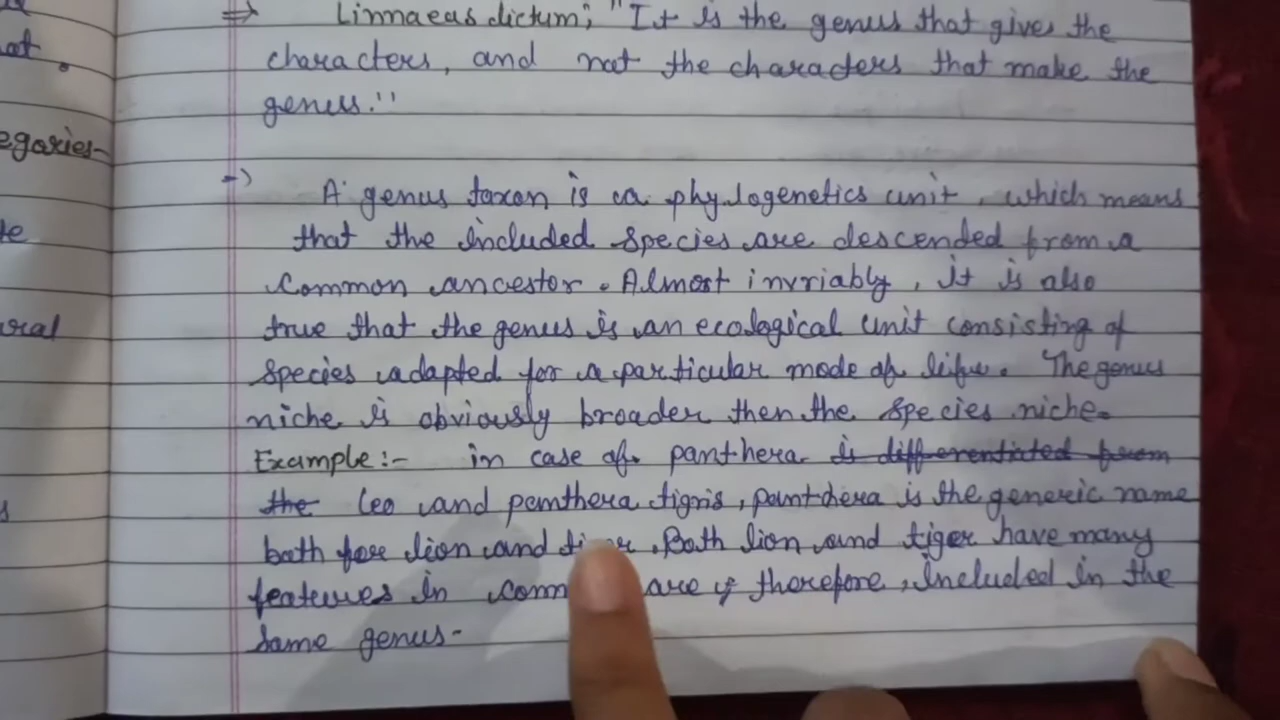 ⇒ Linnaeas dictum; "It is the genus that gives the
characters, and not the characters that make the
genus."
→ A genus taxon is a phylogenetics unit, which means
that the included species are descended from a
common ancestor. Almost invriably, it is also
true that the genus is an ecological unit consisting of
species adapted for a particular mode of life. The genus
niche is obviously broader then the species niche.
Example:- in case of panthera is differentiated from
the leo and panthera tigris, panthera is the generic name
both for lion and tiger. Both lion and tiger have many
features in comm are therefore, included in the
same genus-
egories-